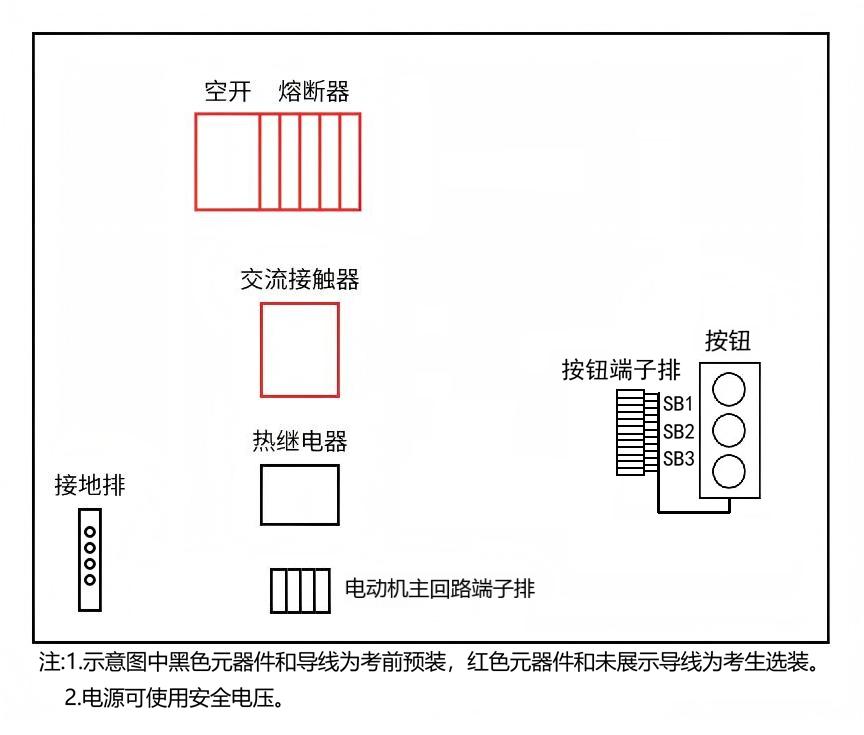 空开 熔断器
交流接触器
按钮
按钮端子排
SB1
SB2
SB3
热继电器
接地排
电动机主回路端子排
注:1.示意图中黑色元器件和导线为考前预装，红色元器件和未展示导线为考生选装。
2.电源可使用安全电压。